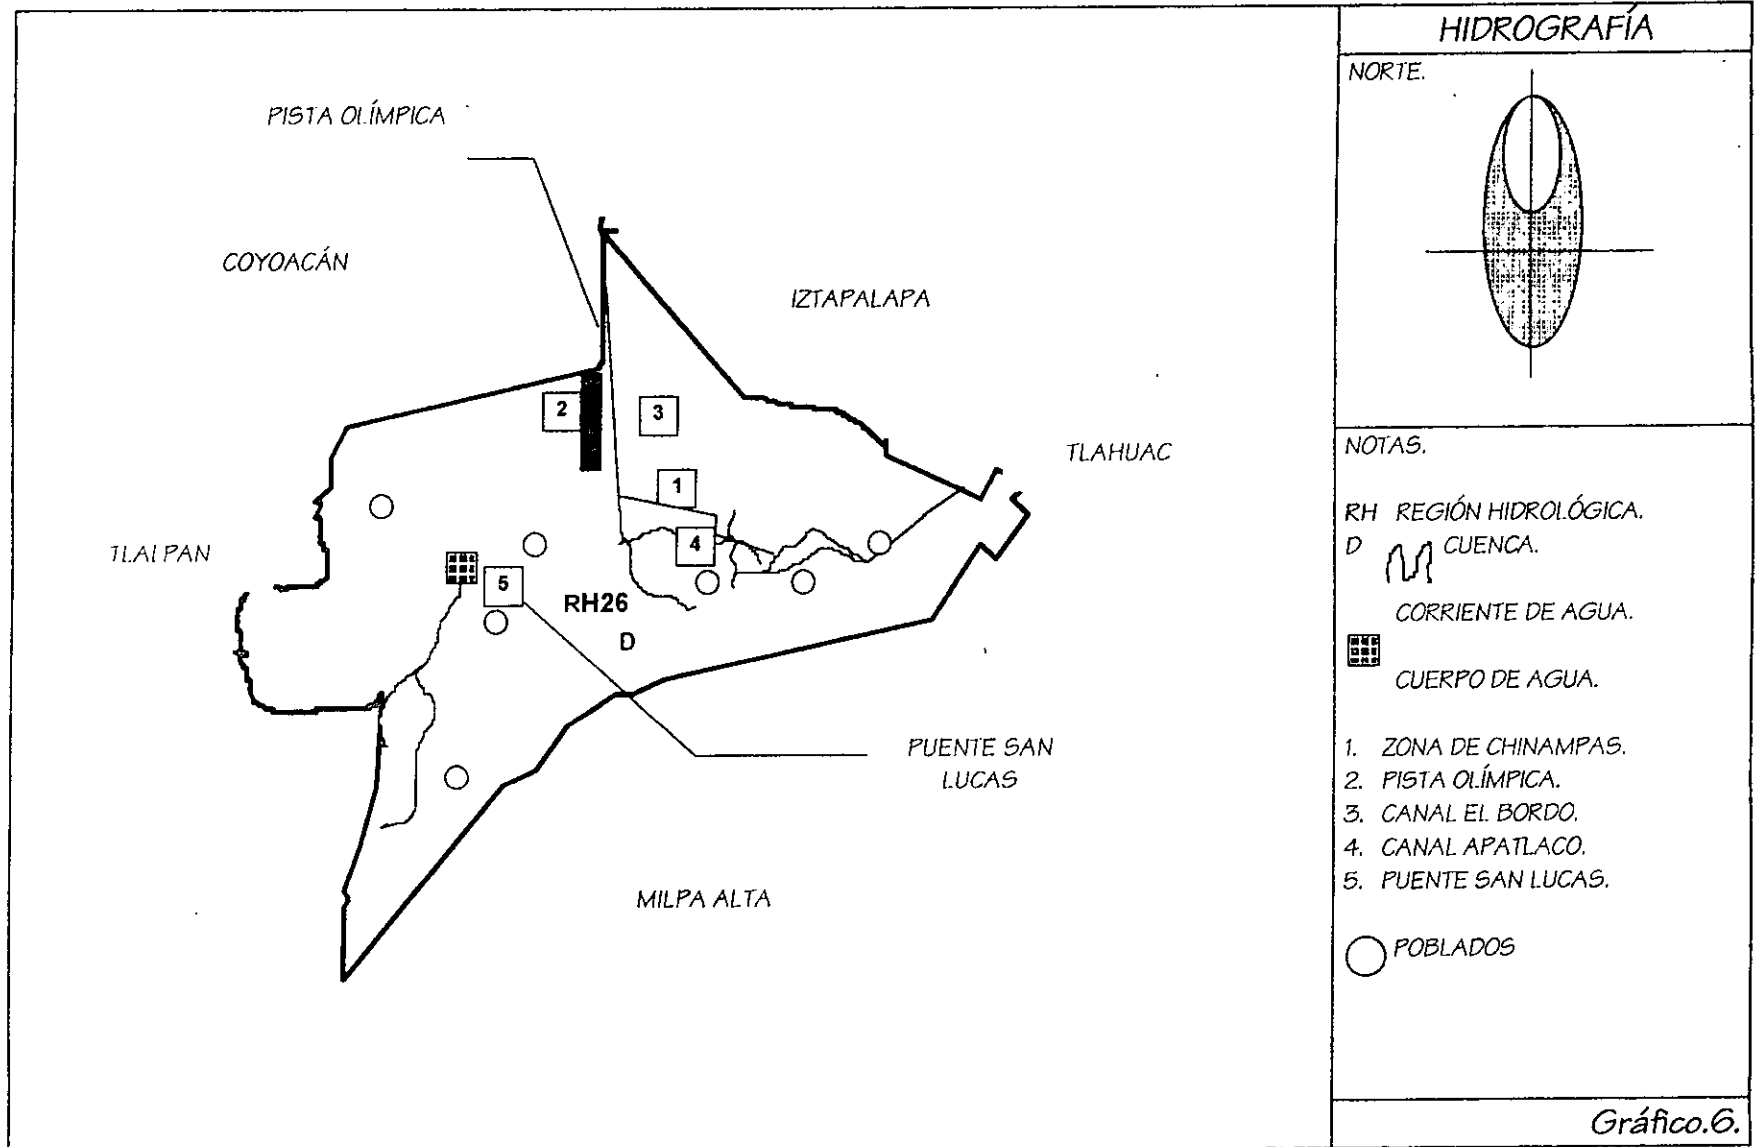 HIDROGRAFÍA
NORTE.
PISTA OLÍMPICA
COYOACÁN
IZTAPALAPA
2
3
TLAHUAC
1
TLALPAN
4
5
RH26
D
PUENTE SAN
LUCAS
MILPA ALTA
NOTAS.
RH REGIÓN HIDROLÓGICA.
D CUENCA.
CORRIENTE DE AGUA.
CUERPO DE AGUA.
1. ZONA DE CHINAMPAS.
2. PISTA OLÍMPICA.
3. CANAL EL BORDO.
4. CANAL APATLACO.
5. PUENTE SAN LUCAS.
POBLADOS
Gráfico.6.